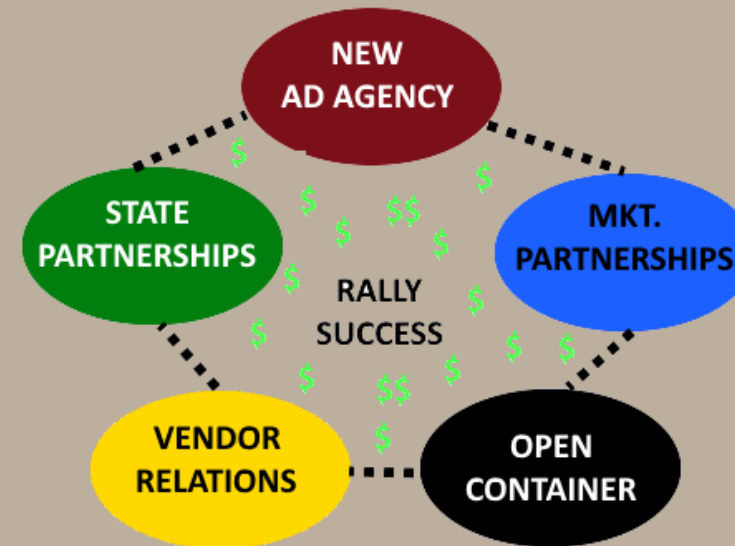 NEW
AD AGENCY
STATE
PARTNERSHIPS
MKT.
PARTNERSHIPS
$
$
$$
$
$
$
$
RALLY
SUCCESS
$
$
$
$
$
$
$$
$
VENDOR
RELATIONS
OPEN
CONTAINER